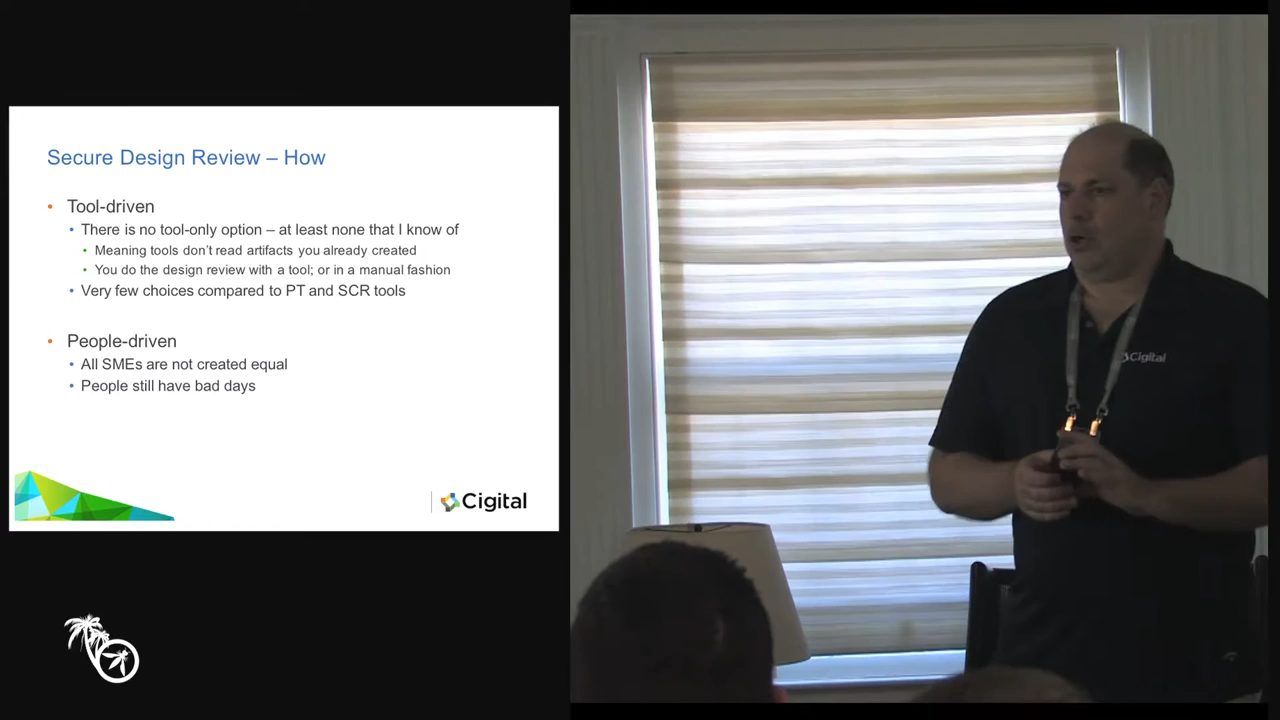 Secure Design Review – How
• Tool-driven
• There is no tool-only option – at least none that I know of
• Meaning tools don’t read artifacts you already created
• You do the design review with a tool; or in a manual fashion
• Very few choices compared to PT and SCR tools
• People-driven
• All SMEs are not created equal
• People still have bad days
Cigital
Cigital